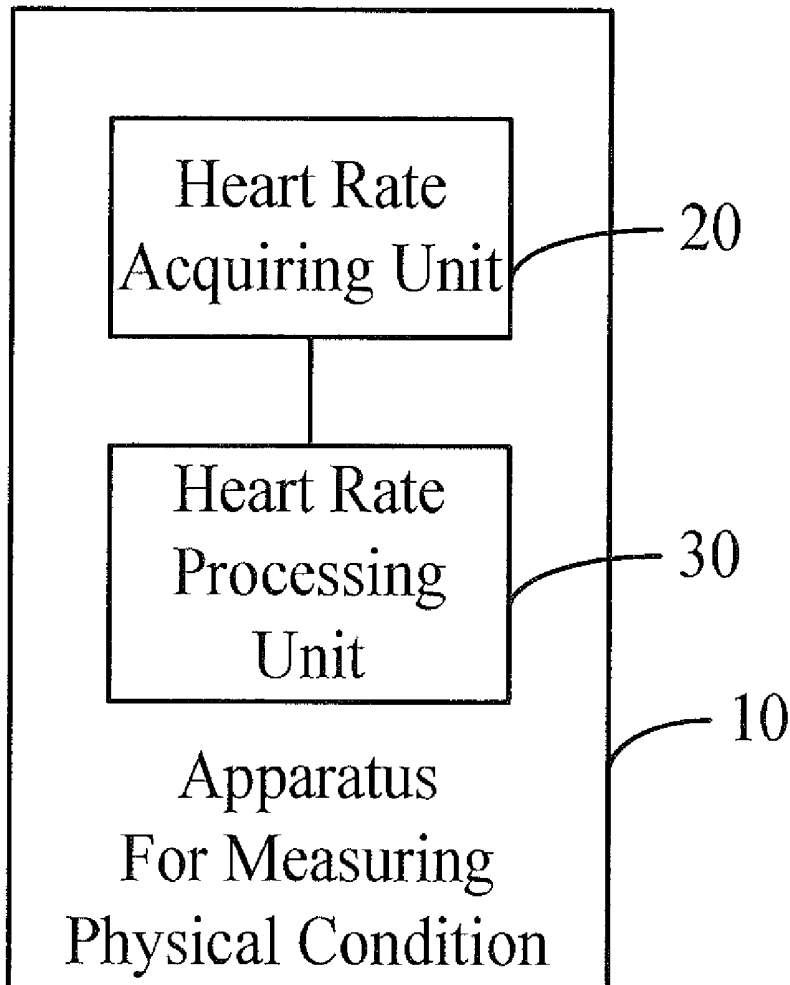 Heart Rate
Acquiring Unit
20
Heart Rate
Processing
Unit
30
10
Apparatus
For Measuring
Physical Condition